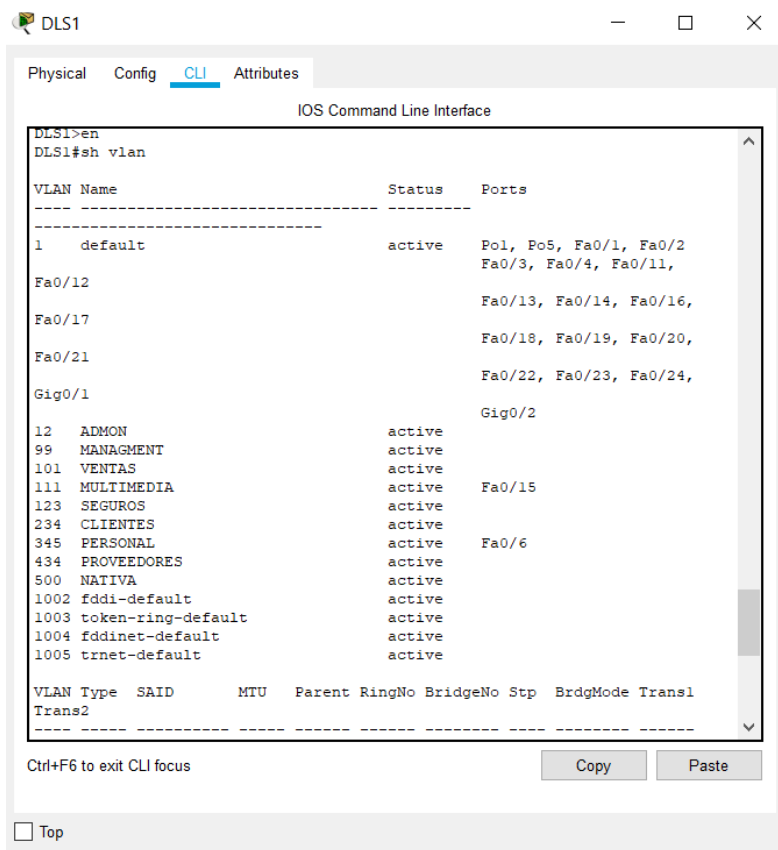 DLS1
Physical Config CLI Attributes
IOS Command Line Interface
DLS1>en
DLS1#sh vlan
VLAN Name Status Ports
---- -------------------------------- ---------
-------------------------------
1 default active Po1, Po5, Fa0/1, Fa0/2
Fa0/3, Fa0/4, Fa0/11,
Fa0/12
Fa0/13, Fa0/14, Fa0/16,
Fa0/17
Fa0/18, Fa0/19, Fa0/20,
Fa0/21
Fa0/22, Fa0/23, Fa0/24,
Gig0/1
Gig0/2
12 ADMON active
99 MANAGMENT active
101 VENTAS active
111 MULTIMEDIA active Fa0/15
123 SEGUROS active
234 CLIENTES active
345 PERSONAL active Fa0/6
434 PROVEEDORES active
500 NATIVA active
1002 fddi-default active
1003 token-ring-default active
1004 fddinet-default active
1005 trnet-default active
VLAN Type SAID MTU Parent RingNo BridgeNo Stp BrdgMode Trans1
Trans2
---- ----- ---------- ----- ------ ------ -------- ---- -------- ------
Ctrl+F6 to exit CLI focus
Copy Paste
Top